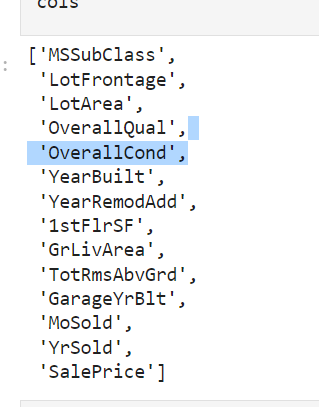 cols
['MSSubClass',
'LotFrontage',
'LotArea',
'OverallQual',
'OverallCond',
'YearBuilt',
'YearRemodAdd',
'1stFlrSF',
'GrLivArea',
'TotRmsAbvGrd',
'GarageYrBlt',
'MoSold',
'YrSold',
'SalePrice']